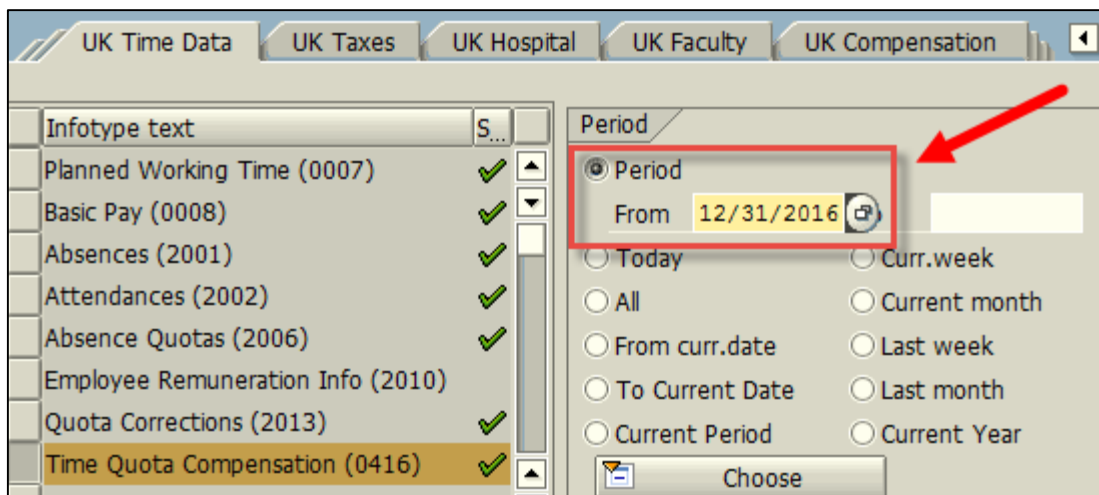 UK Time Data UK Taxes UK Hospital UK Faculty UK Compensation
Infotype text S...
Planned Working Time (0007)
Basic Pay (0008)
Absences (2001)
Attendances (2002)
Absence Quotas (2006)
Employee Remuneration Info (2010)
Quota Corrections (2013)
Time Quota Compensation (0416)
Period
Period
From 12/31/2016
Today Curr.week
All Current month
From curr.date Last week
To Current Date Last month
Current Period Current Year
Choose